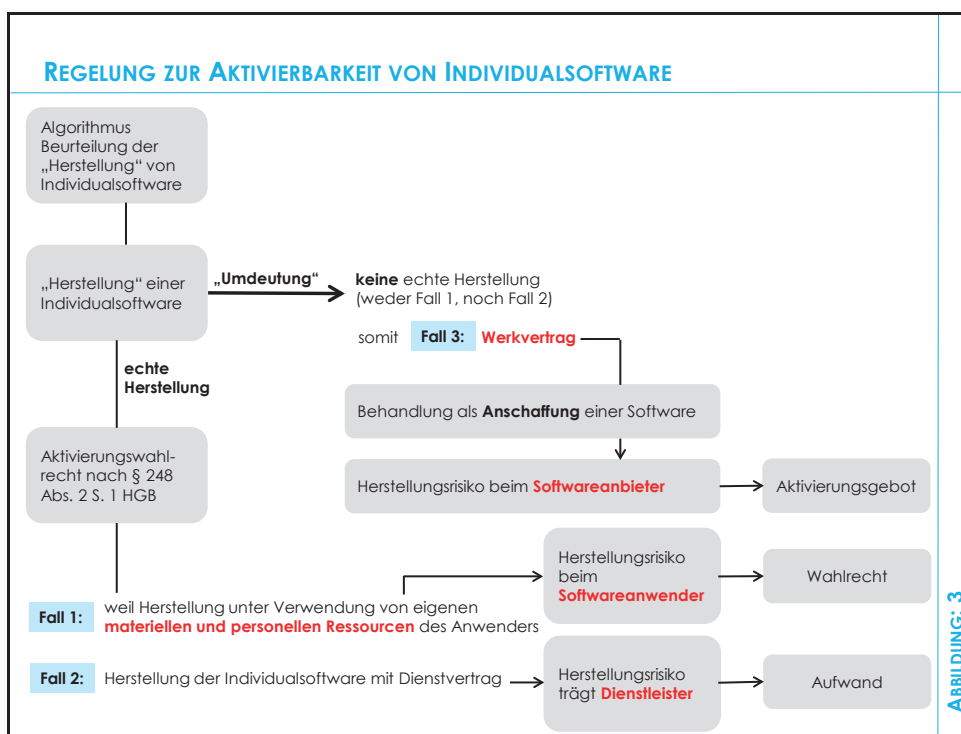 REGELUNG ZUR AKTIVIERBARKEIT VON INDIVIDUALSOFTWARE
Algorithmus
Beurteilung der
„Herstellung“ von
Individualsoftware
„Herstellung“ einer
Individualsoftware
„Umdeutung“
keine echte Herstellung
(weder Fall 1, noch Fall 2)
somit Fall 3: Werkvertrag
echte
Herstellung
Behandlung als Anschaffung einer Software
Aktivierungswahl-
recht nach § 248
Abs. 2 S. 1 HGB
Herstellungsrisiko beim Softwareanbieter
Aktivierungsgebot
Herstellungsrisiko
beim
Softwareanwender
Wahlrecht
Fall 1:
weil Herstellung unter Verwendung von eigenen
materiellen und personellen Ressourcen des Anwenders
Fall 2: Herstellung der Individualsoftware mit Dienstvertrag
Herstellungsrisiko
trägt Dienstleister
Aufwand
ABBILDUNG: 3